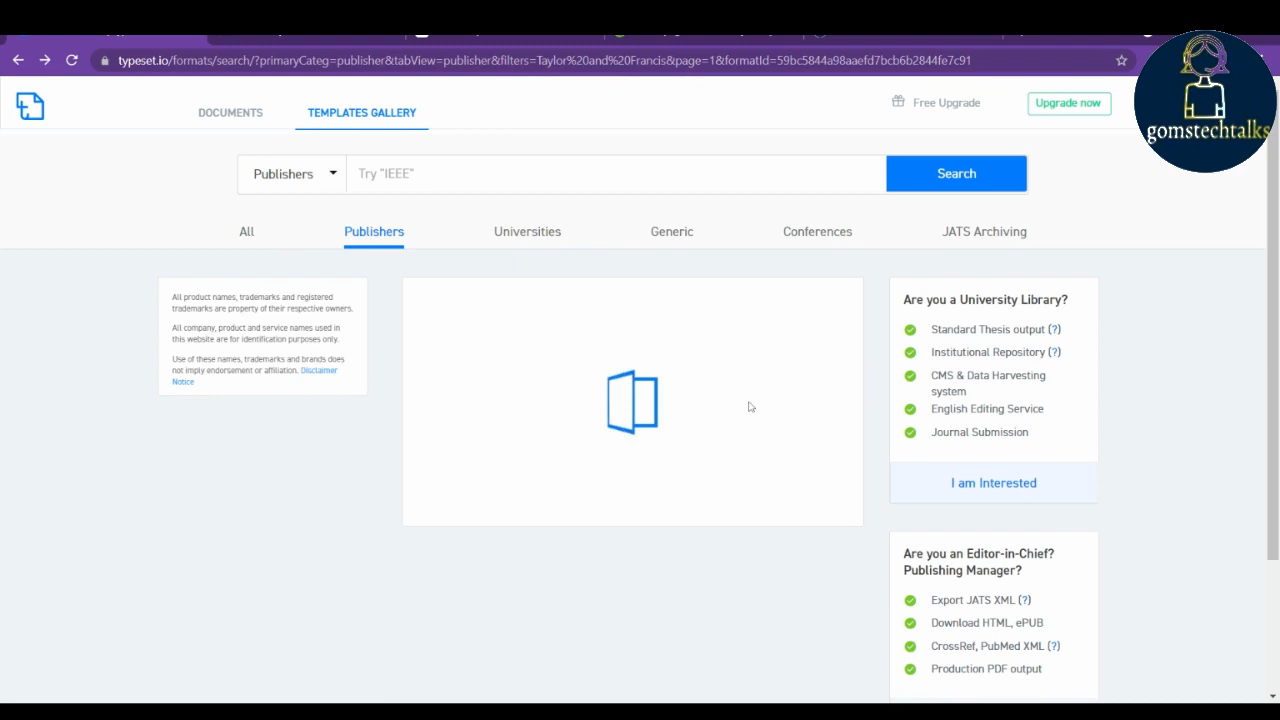 typeset.io/formats/search/?primaryCateg=publisher&tabView=publisher&filters=Taylor%20and%20Francis&page=1&formatId=59bc5844a98aaefd7bcb6b2844fe7c91
gomstechtalks
DOCUMENTS
TEMPLATES GALLERY
Free Upgrade
Upgrade now
Publishers
Try "IEEE"
Search
All
Publishers
Universities
Generic
Conferences
JATS Archiving
All product names, trademarks and registered
trademarks are property of their respective owners.
All company, product and service names used in
this website are for identification purposes only.
Use of these names, trademarks and brands does
not imply endorsement or affiliation. Disclaimer
Notice
Are you a University Library?
Standard Thesis output (?)
Institutional Repository (?)
CMS & Data Harvesting
system
English Editing Service
Journal Submission
I am Interested
Are you an Editor-in-Chief?
Publishing Manager?
Export JATS XML (?)
Download HTML, ePUB
CrossRef, PubMed XML (?)
Production PDF output